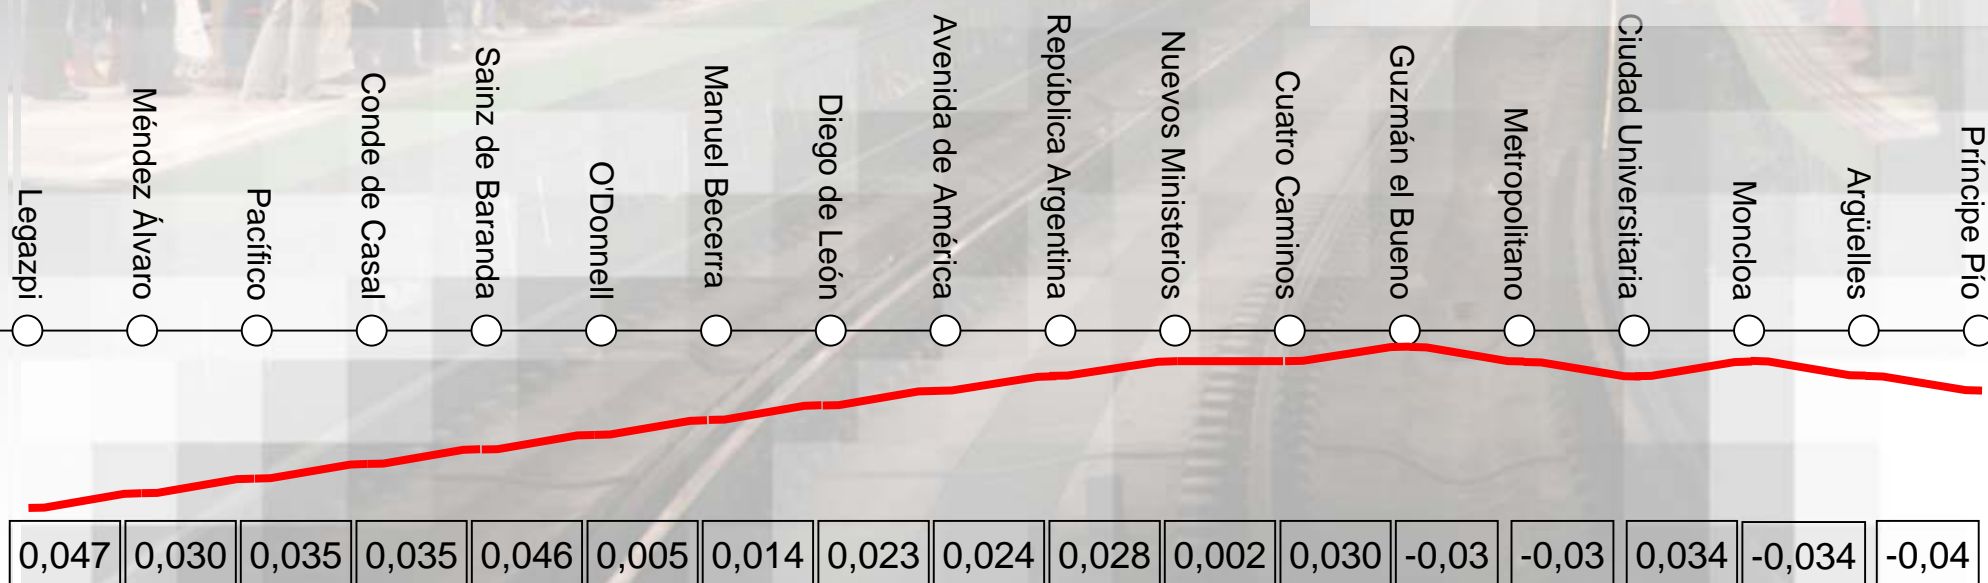 Legazpi
Méndez Álvaro
Pacífico
Conde de Casal
Sainz de Baranda
O'Donnell
Manuel Becerra
Diego de León
Avenida de América
República Argentina
Nuevos Ministerios
Cuatro Caminos
Guzmán el Bueno
Metropolitano
Ciudad Universitaria
Moncloa
Argüelles
Príncipe Pío
0,047 0,030 0,035 0,035 0,046 0,005 0,014 0,023 0,024 0,028 0,002 0,030 -0,03 -0,03 0,034 -0,034 -0,04